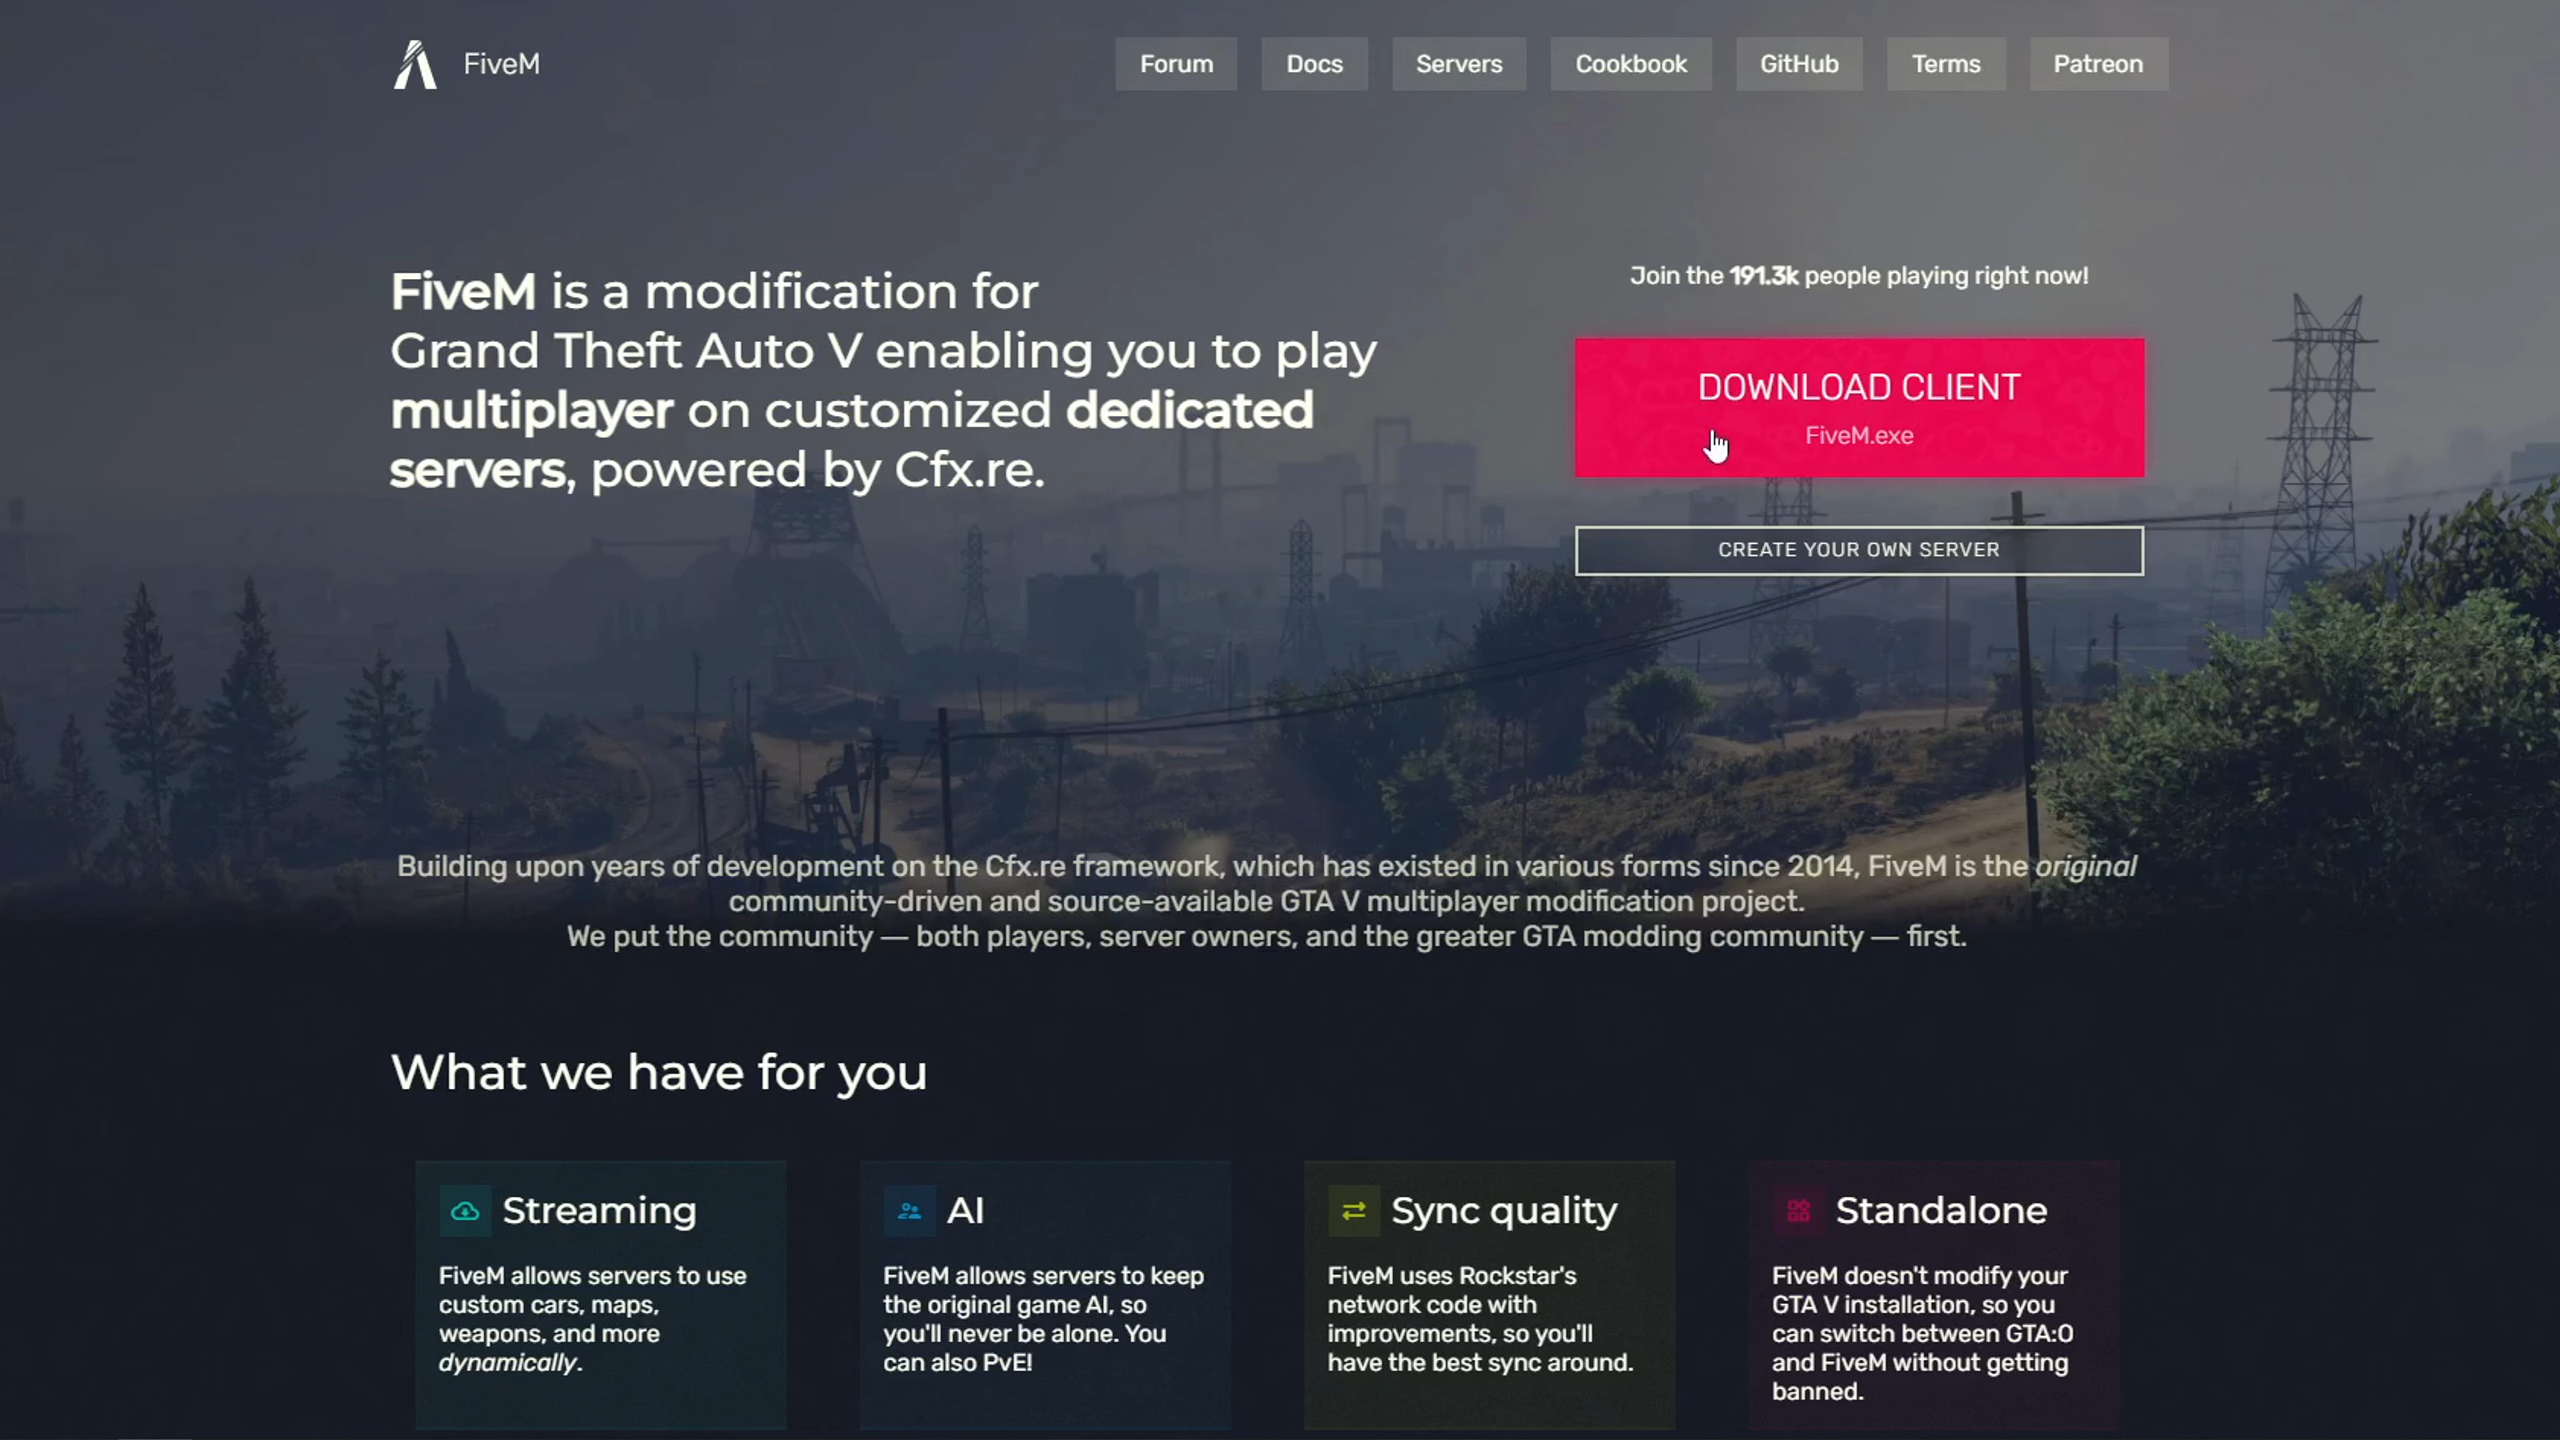 FiveM
Forum
Docs
Servers
Cookbook
GitHub
Terms
Patreon
FiveM is a modification for
Grand Theft Auto V enabling you to play
multiplayer on customized dedicated
servers, powered by Cfx.re.
Join the 191.3k people playing right now!
DOWNLOAD CLIENT
FiveM.exe
CREATE YOUR OWN SERVER
Building upon years of development on the Cfx.re framework, which has existed in various forms since 2014, FiveM is the original
community-driven and source-available GTA V multiplayer modification project.
We put the community — both players, server owners, and the greater GTA modding community — first.
What we have for you
Streaming
FiveM allows servers to use
custom cars, maps,
weapons, and more
dynamically.
AI
FiveM allows servers to keep
the original game AI, so
you'll never be alone. You
can also PvE!
Sync quality
FiveM uses Rockstar's
network code with
improvements, so you'll
have the best sync around.
Standalone
FiveM doesn't modify your
GTA V installation, so you
can switch between GTA:O
and FiveM without getting
banned.